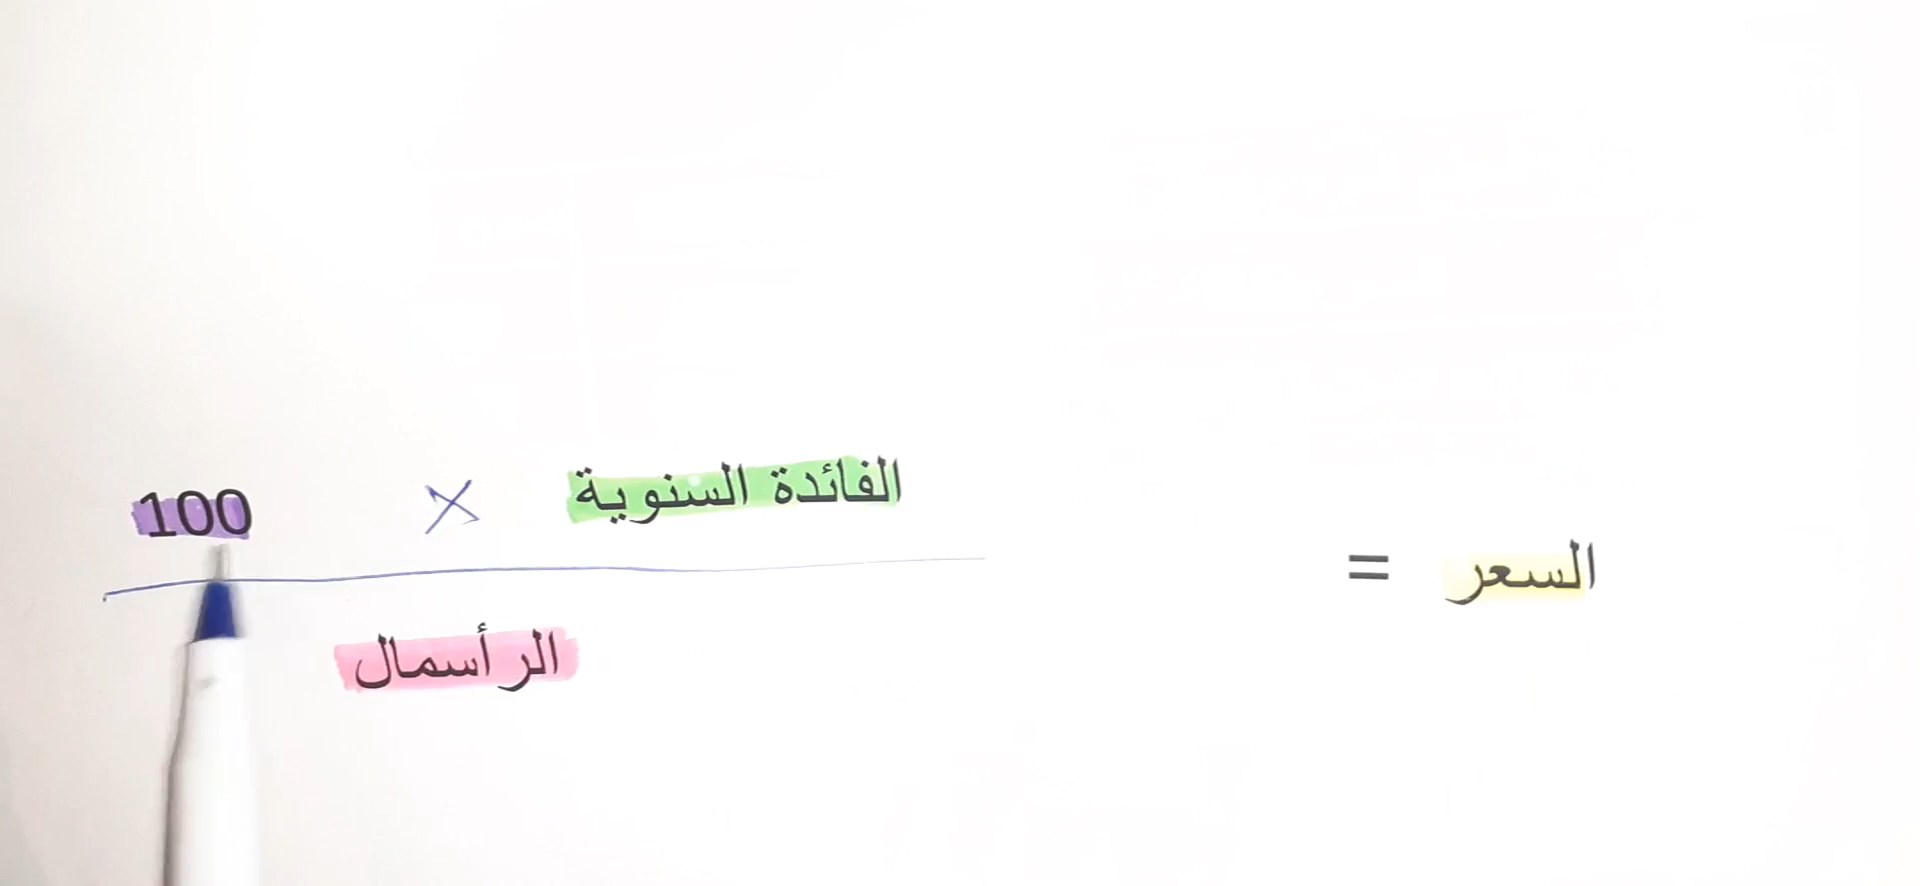 الفائدة السنوية × 100
السعر =
الرأسمال